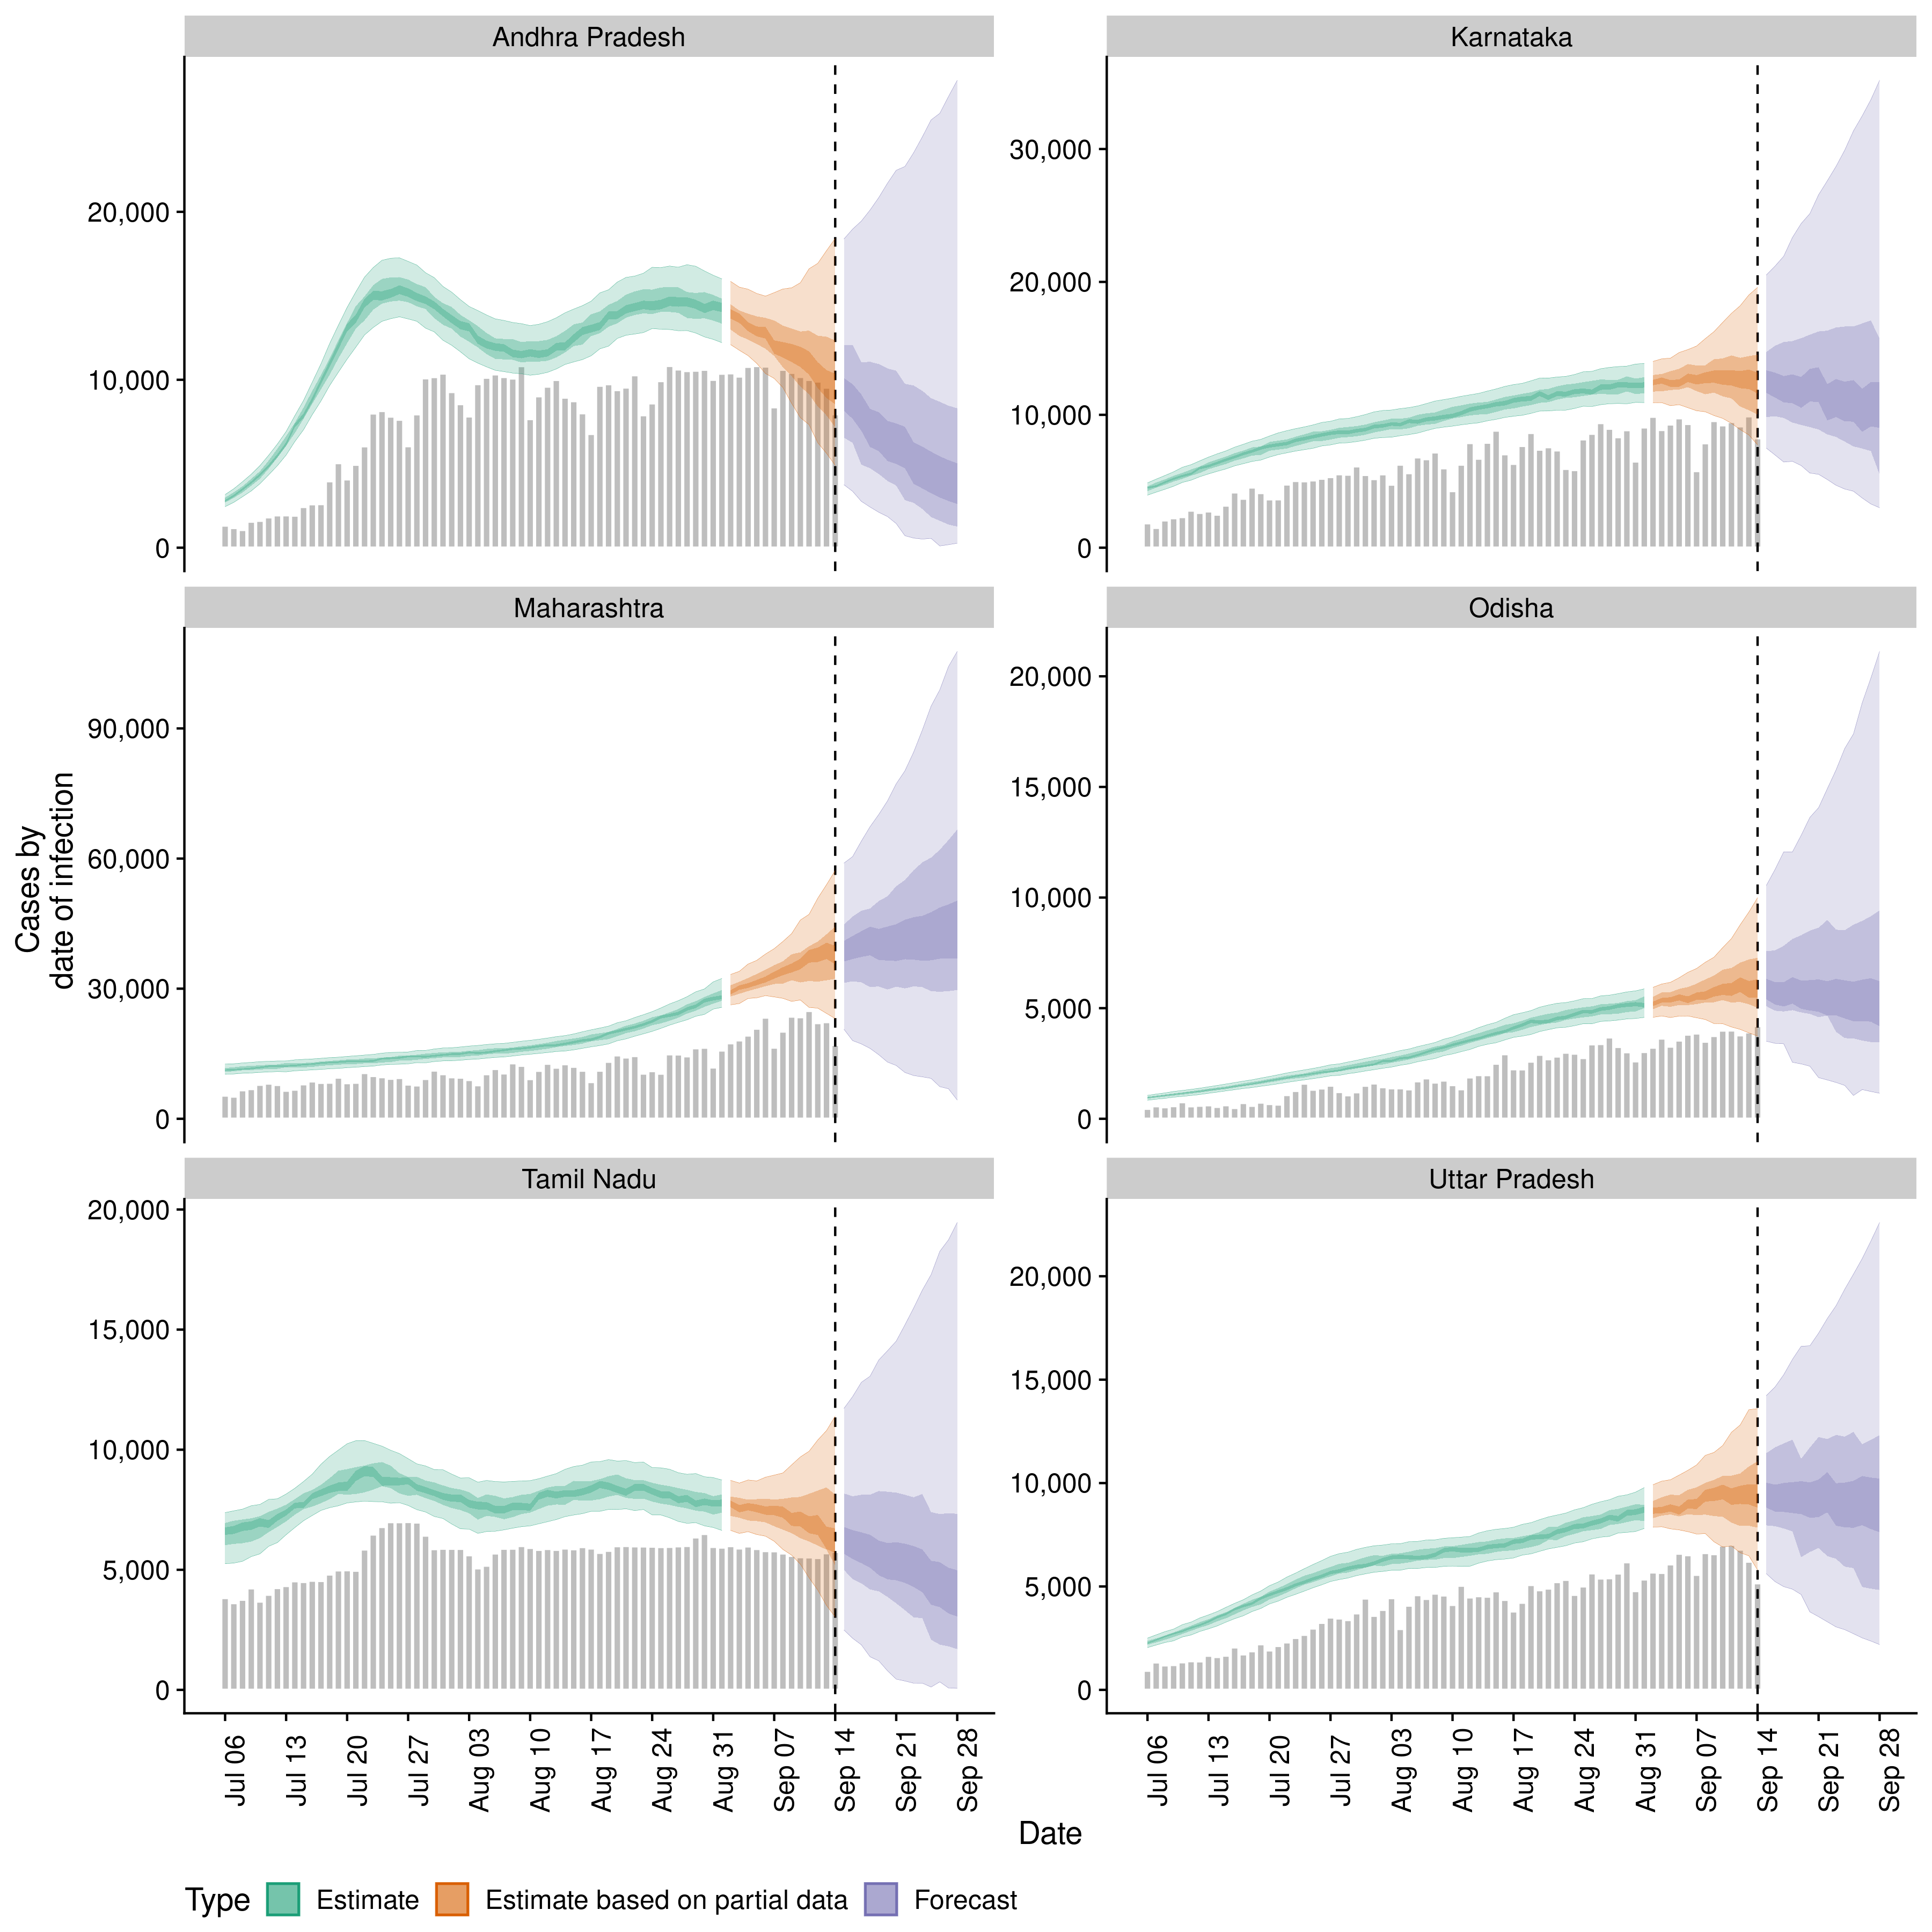 Andhra Pradesh
Karnataka
20,000
10,000
0
30,000
20,000
10,000
0
Maharashtra
Odisha
90,000
60,000
30,000
0
20,000
15,000
10,000
5,000
0
Tamil Nadu
Uttar Pradesh
20,000
15,000
10,000
5,000
0
20,000
15,000
10,000
5,000
0
Cases by
date of infection
Jul 06
Jul 13
Jul 20
Jul 27
Aug 03
Aug 10
Aug 17
Aug 24
Aug 31
Sep 07
Sep 14
Sep 21
Sep 28
Jul 06
Jul 13
Jul 20
Jul 27
Aug 03
Aug 10
Aug 17
Aug 24
Aug 31
Sep 07
Sep 14
Sep 21
Sep 28
Date
Type Estimate Estimate based on partial data Forecast